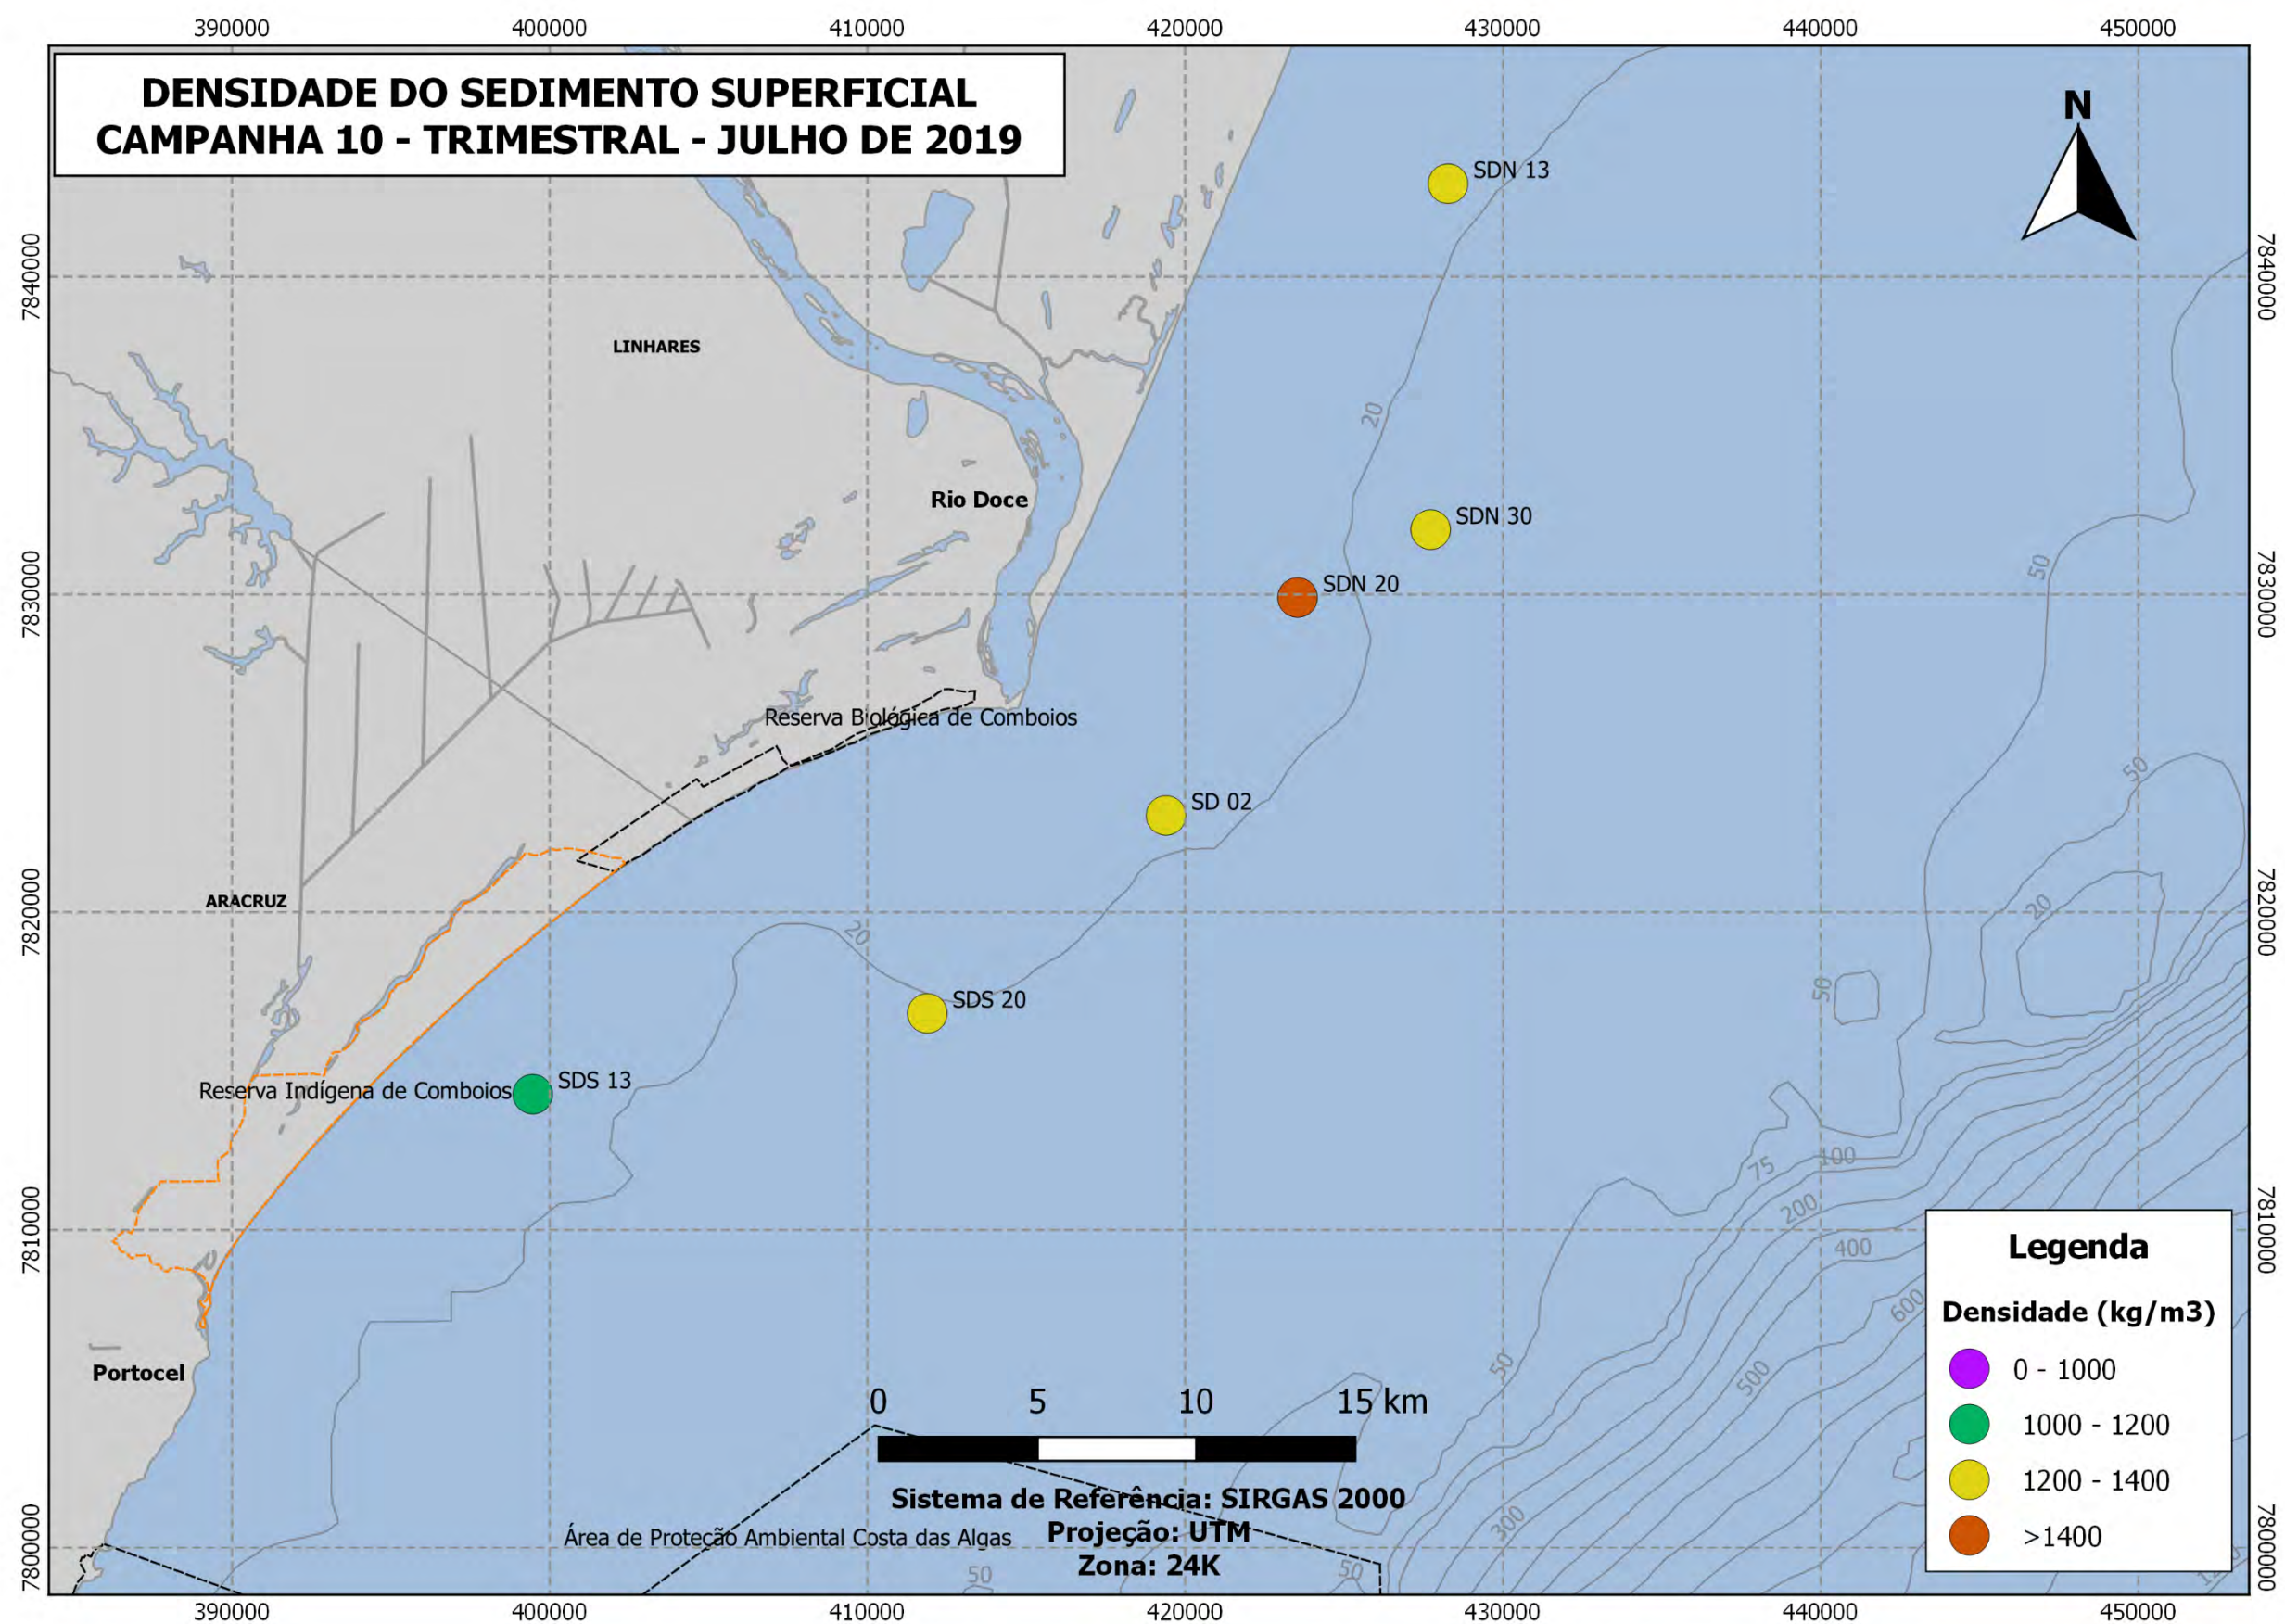 390000 400000 410000 420000 430000 440000 450000
DENSIDADE DO SEDIMENTO SUPERFICIAL
CAMPANHA 10 - TRIMESTRAL - JULHO DE 2019
N
SDN 13
7840000 7840000
LINHARES
20
Rio Doce
SDN 30
50
7830000 7830000
SDN 20
Reserva Biológica de Comboios
50
SD 02
ARACRUZ
20
20
7820000 7820000
50
SDS 20
SDS 13
Reserva Indígena de Comboios
75
100
200
400
7810000 7810000
600
500
50
300
50
50
Portocel
0 5 10 15 km
Sistema de Referência: SIRGAS 2000
Projeção: UTM
Zona: 24K
Área de Proteção Ambiental Costa das Algas
Legenda
Densidade (kg/m3)
0 - 1000
1000 - 1200
1200 - 1400
>1400
7800000 7800000
390000 400000 410000 420000 430000 440000 450000